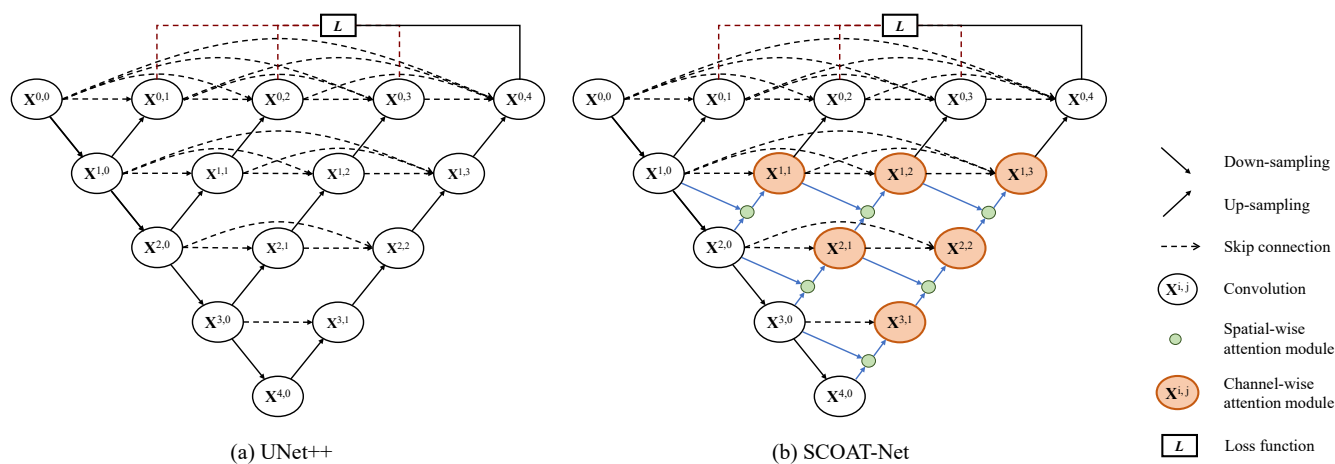 L
X0,0 X0,1 X0,2 X0,3 X0,4
X1,0 X1,1 X1,2 X1,3
X2,0 X2,1 X2,2
X3,0 X3,1
X4,0
(a) UNet++
L
X0,0 X0,1 X0,2 X0,3 X0,4
X1,0 X1,1 X1,2 X1,3
X2,0 X2,1 X2,2
X3,0 X3,1
X4,0
(b) SCOAT-Net
Down-sampling
Up-sampling
Skip connection
Xi, j Convolution
Spatial-wise
attention module
Xi, j Channel-wise
attention module
L Loss function